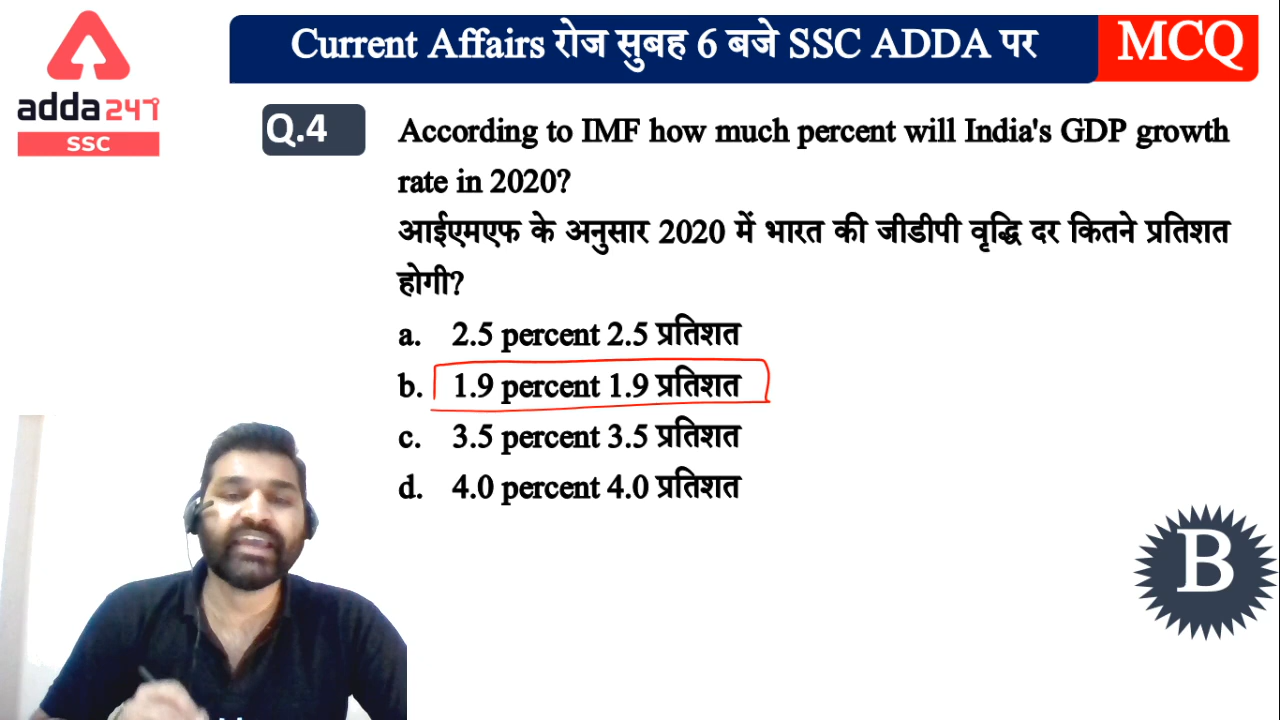 adda 247
SSC
Current Affairs रोज सुबह 6 बजे SSC ADDA पर
MCQ
Q.4
According to IMF how much percent will India's GDP growth
rate in 2020?
आईएमएफ के अनुसार 2020 में भारत की जीडीपी वृद्धि दर कितने प्रतिशत
होगी?
a. 2.5 percent 2.5 प्रतिशत
b. 1.9 percent 1.9 प्रतिशत
c. 3.5 percent 3.5 प्रतिशत
d. 4.0 percent 4.0 प्रतिशत
B